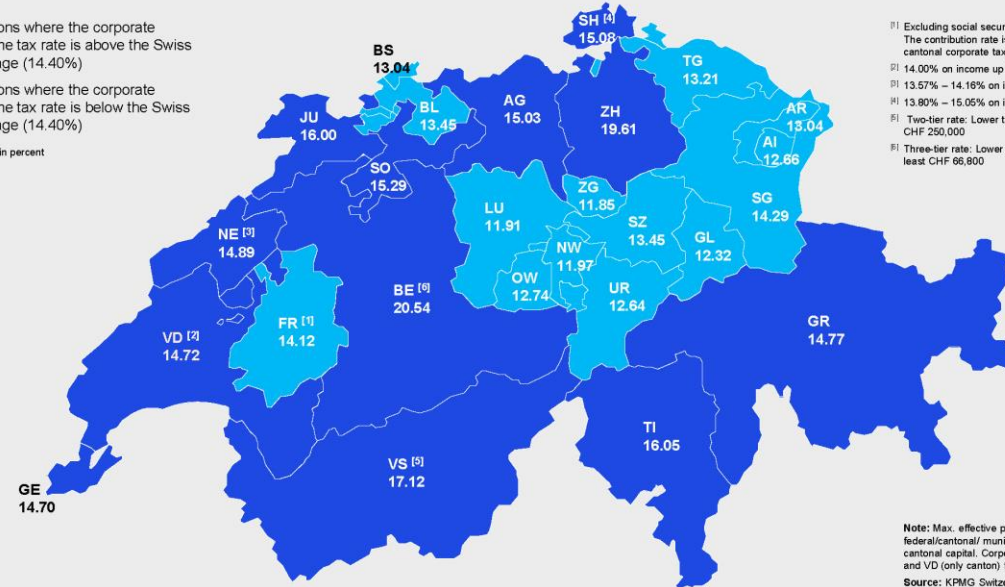 ons where the corporate
ne tax rate is above the Swiss
age (14.40%)
ons where the corporate
ne tax rate is below the Swiss
age (14.40%)
in percent
BS
13.04
SH [4]
15.08
TG
13.21
JU
16.00
BL
13.45
AG
15.03
ZH
19.61
AR
13.04
AI
12.66
SO
15.29
ZG
11.85
LU
11.91
SZ
13.45
SG
14.29
NE [3]
14.89
NW
11.97
GL
12.32
OW
12.74
UR
12.64
BE [6]
20.54
FR [1]
14.12
VD [2]
14.72
GR
14.77
TI
16.05
VS [5]
17.12
GE
14.70
[1] Excluding social secur
The contribution rate is
cantonal corporate tax
[2] 14.00% on income up
[3] 13.57% – 14.16% on i
[4] 13.80% – 15.05% on i
[5] Two-tier rate: Lower t
CHF 250,000
[6] Three-tier rate: Lower
least CHF 66,800
Note: Max. effective p
federal/cantonal/ muni
cantonal capital. Corp
and VD (only canton)
Source: KPMG Switze